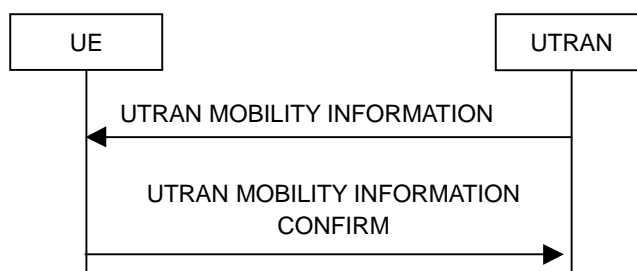 UE
UTRAN
UTRAN MOBILITY INFORMATION
UTRAN MOBILITY INFORMATION
CONFIRM